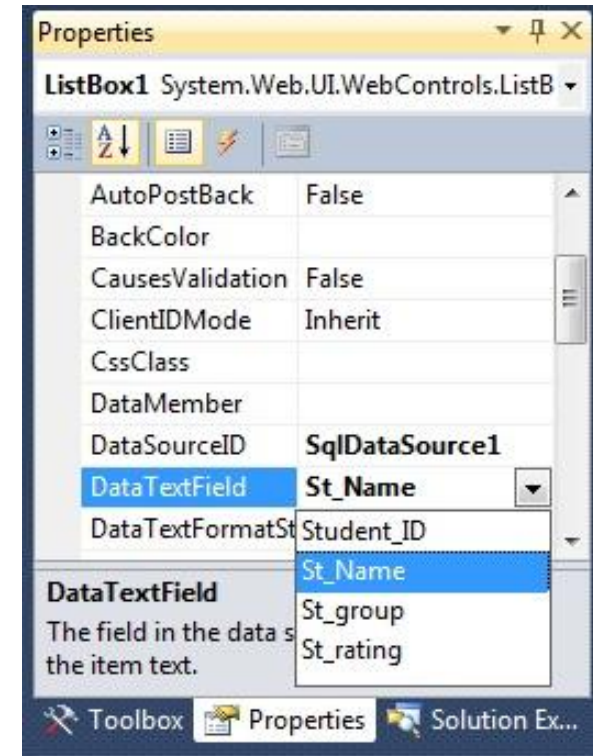 Properties
ListBox1 System.Web.UI.WebControls.ListB
AutoPostBack False
BackColor
CausesValidation False
ClientIDMode Inherit
CssClass
DataMember
DataSourceID SqlDataSource1
DataTextField St_Name
DataTextFormatSt
Student_ID
St_Name
St_group
St_rating
DataTextField
The field in the data s
the item text.
Toolbox Properties Solution Ex...